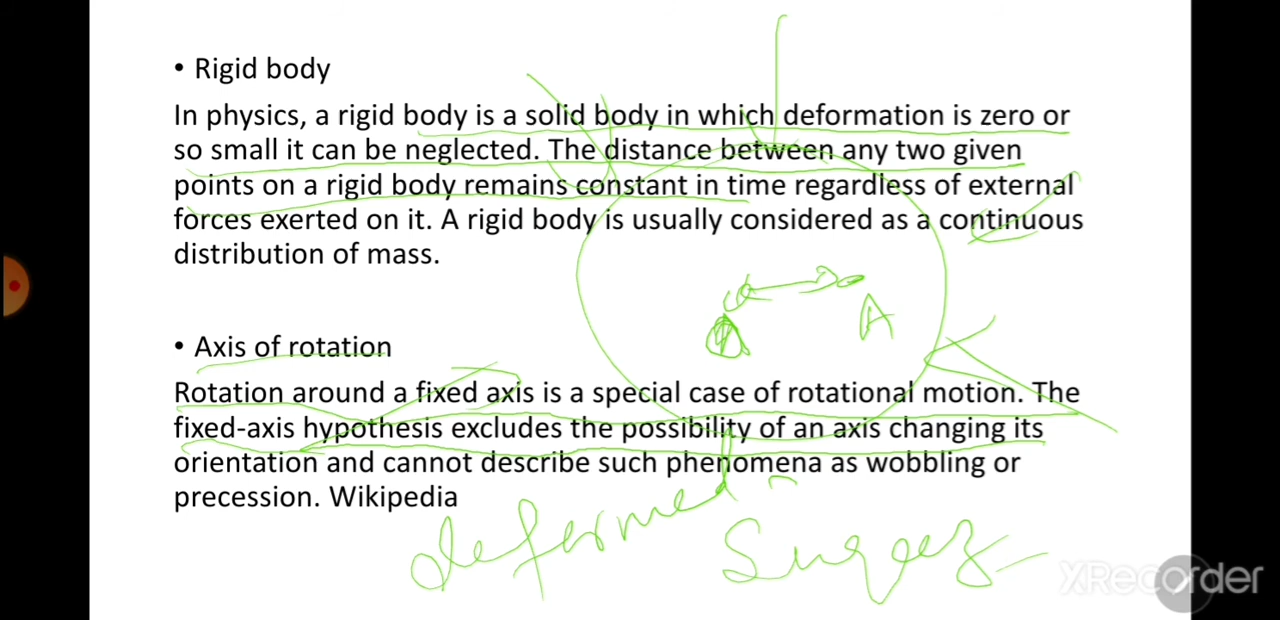 • Rigid body
In physics, a rigid body is a solid body in which deformation is zero or
so small it can be neglected. The distance between any two given
points on a rigid body remains constant in time regardless of external
forces exerted on it. A rigid body is usually considered as a continuous
distribution of mass.
A
• Axis of rotation
Rotation around a fixed axis is a special case of rotational motion. The
fixed-axis hypothesis excludes the possibility of an axis changing its
orientation and cannot describe such phenomena as wobbling or
precession. Wikipedia
deformed
XRecorder